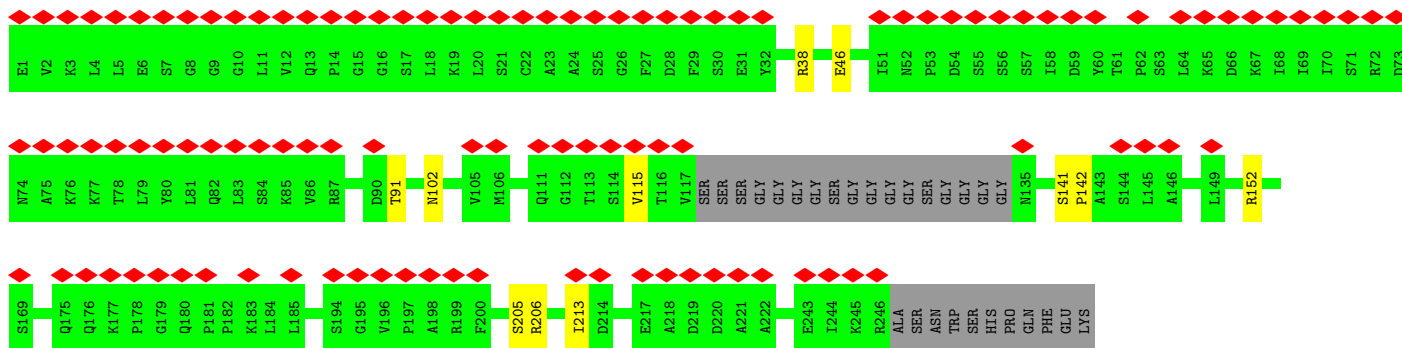 E1 V2 K3 L4 L5 E6 S7 G8 G9 G10 L11 V12 Q13 P14 G15 G16 S17 L18 K19 L20 S21 C22 A23 A24 S25 G26 F27 D28 F29 S30 E31 Y32 R38 E46 I51 N52 P53 D54 S55 S56 S57 I58 D59 Y60 T61 P62 S63 L64 K65 D66 K67 I68 I69 I70 S71 R72 D73
N74 A75 K76 K77 T78 L79 Y80 L81 Q82 L83 S84 K85 V86 R87 D90 T91 N102 V105 M106 Q111 G112 T113 S114 V115 T116 V117 SER SER SER GLY GLY GLY GLY SER GLY GLY GLY GLY SER GLY GLY GLY GLY N135 S141 P142 A143 S144 L145 A146 L149 R152
S169 Q175 Q176 K177 P178 G179 Q180 P181 P182 K183 L184 L185 S194 G195 V196 P197 A198 R199 F200 S205 R206 I213 D214 E217 A218 D219 D220 A221 A222 E243 I244 K245 R246 ALA SER ASN TRP SER HIS PRO GLN PHE GLU LYS